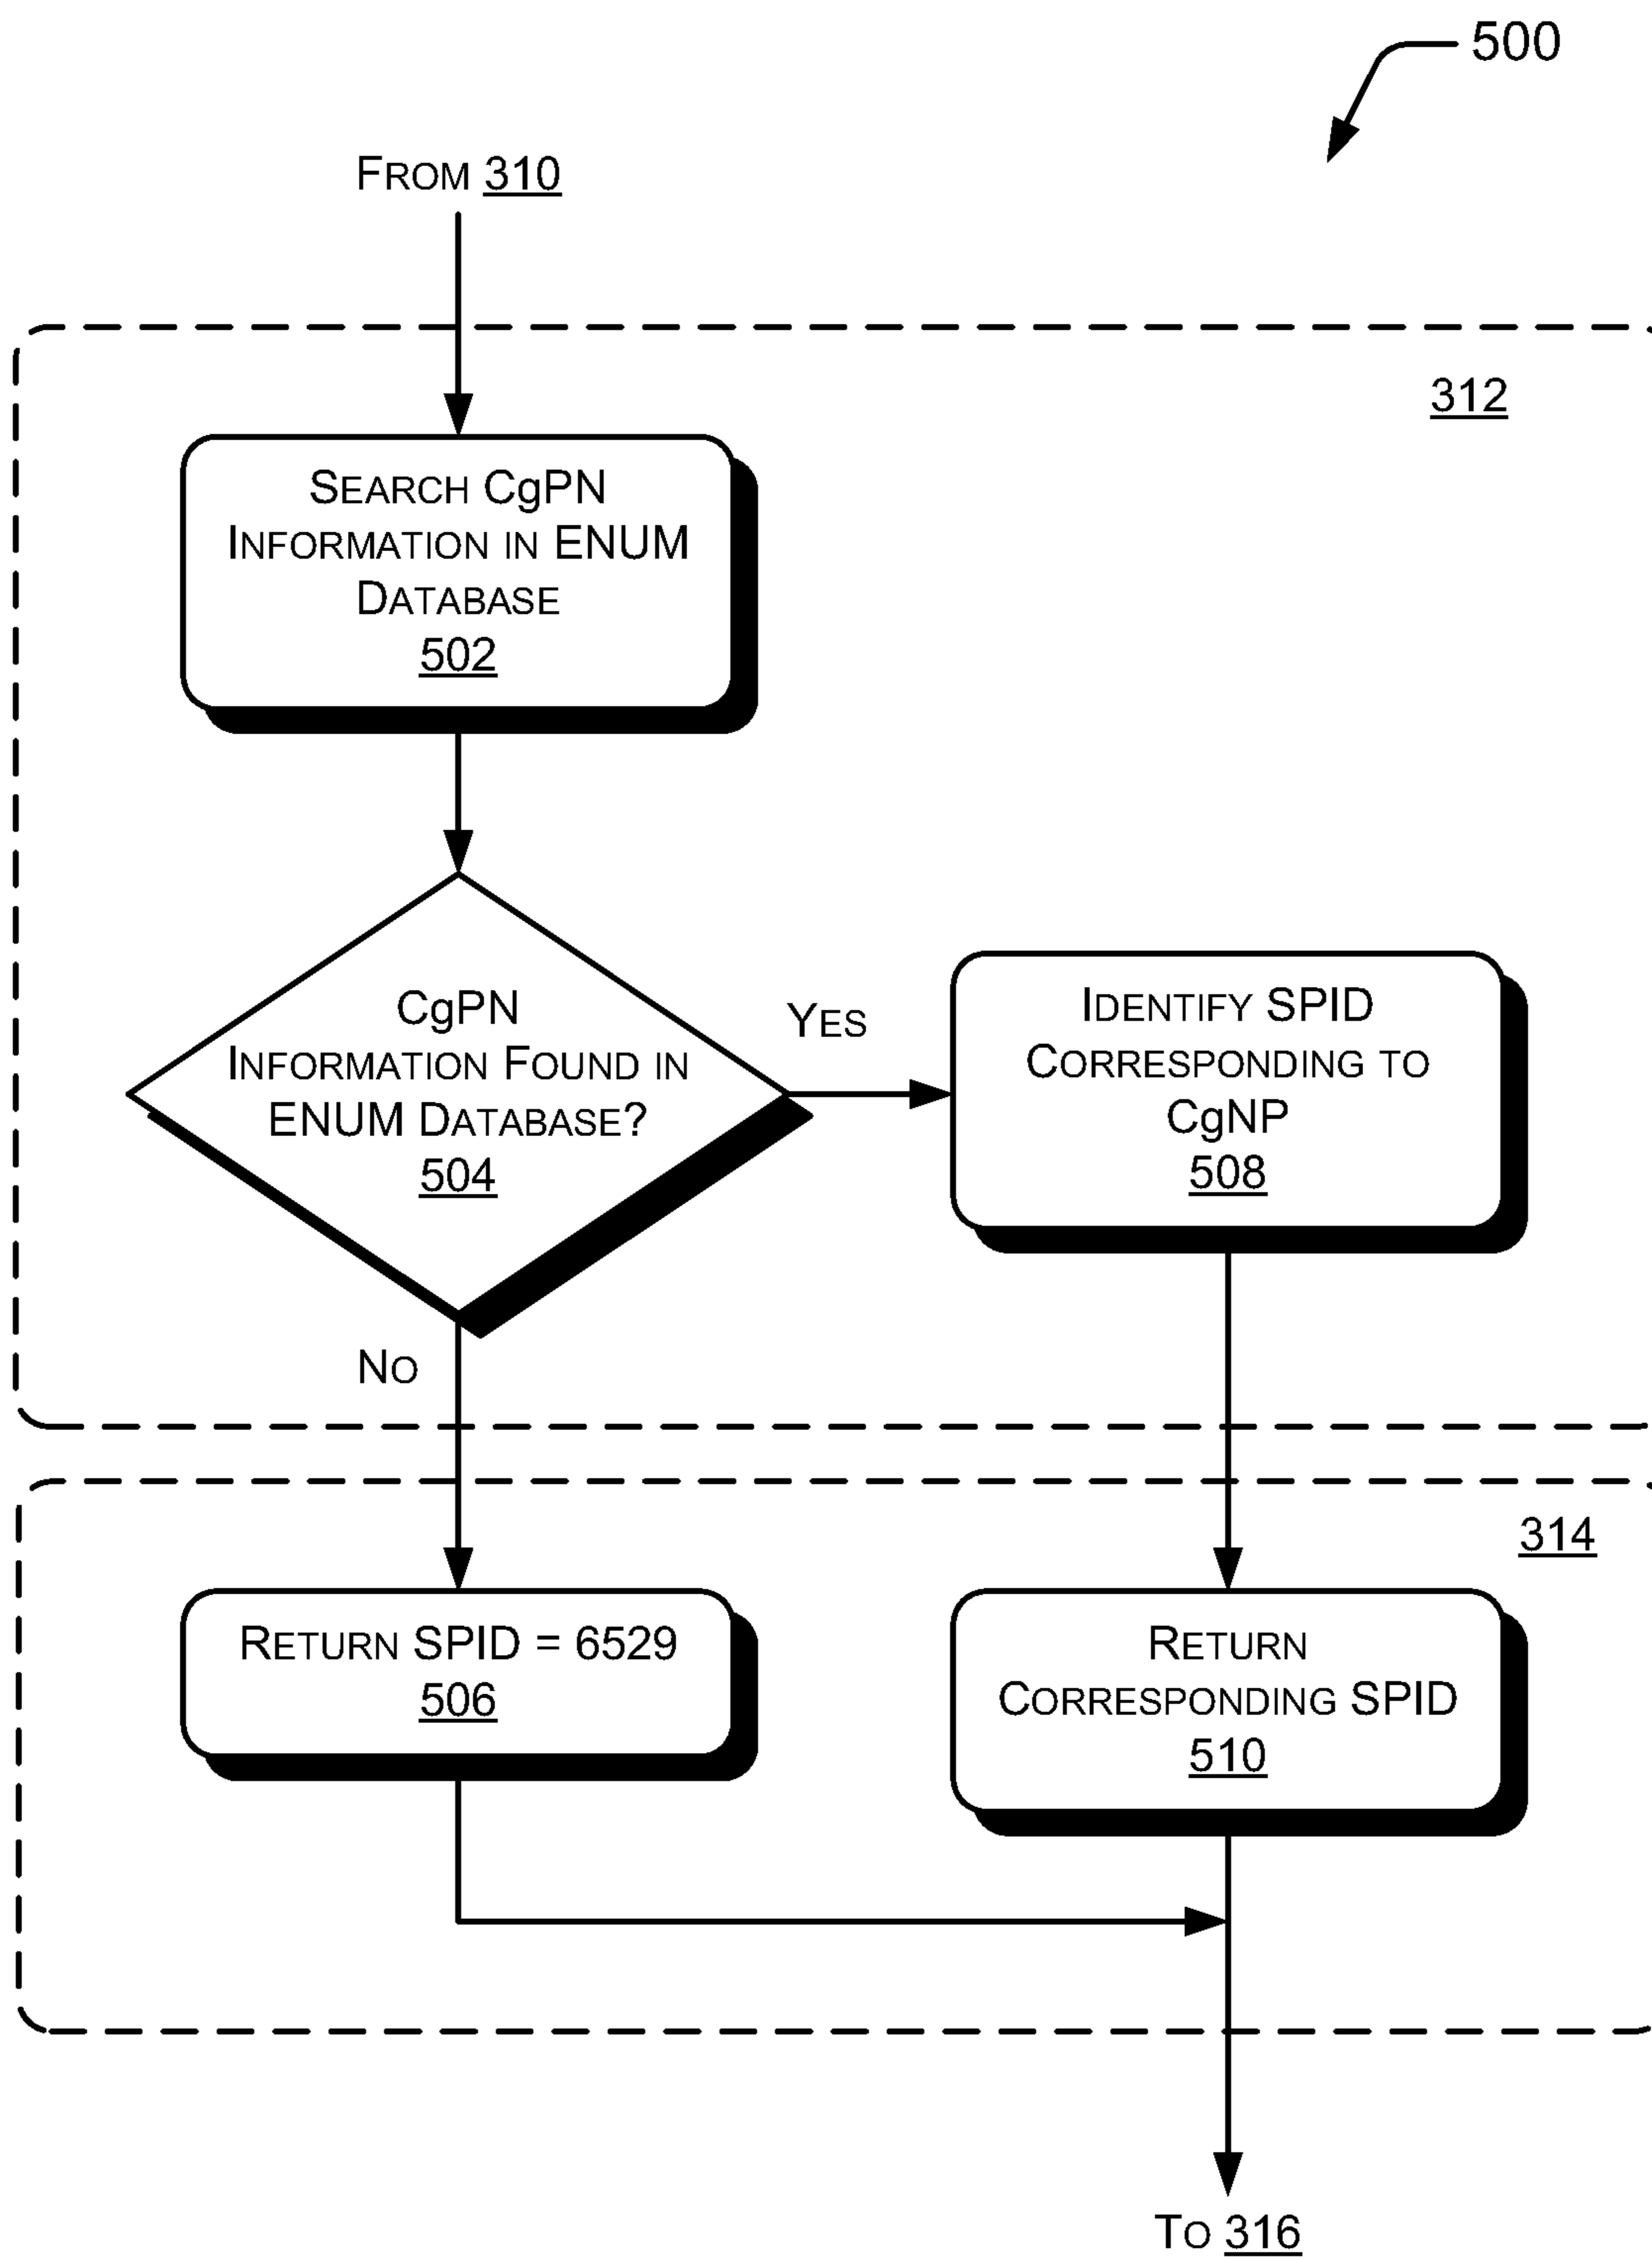 500
From 310
312
Search CgPN
Information in ENUM
Database
502
CgPN
Information Found in
ENUM Database?
504
Yes
Identify SPID
Corresponding to
CgNP
508
No
314
Return SPID = 6529
506
Return
Corresponding SPID
510
To 316